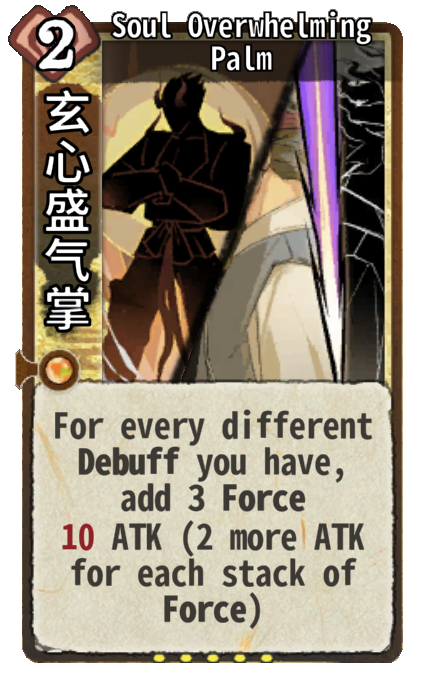 2
Soul Overwhelming
Palm
玄心盛气掌
For every different
Debuff you have,
add 3 Force
10 ATK (2 more ATK
for each stack of
Force)